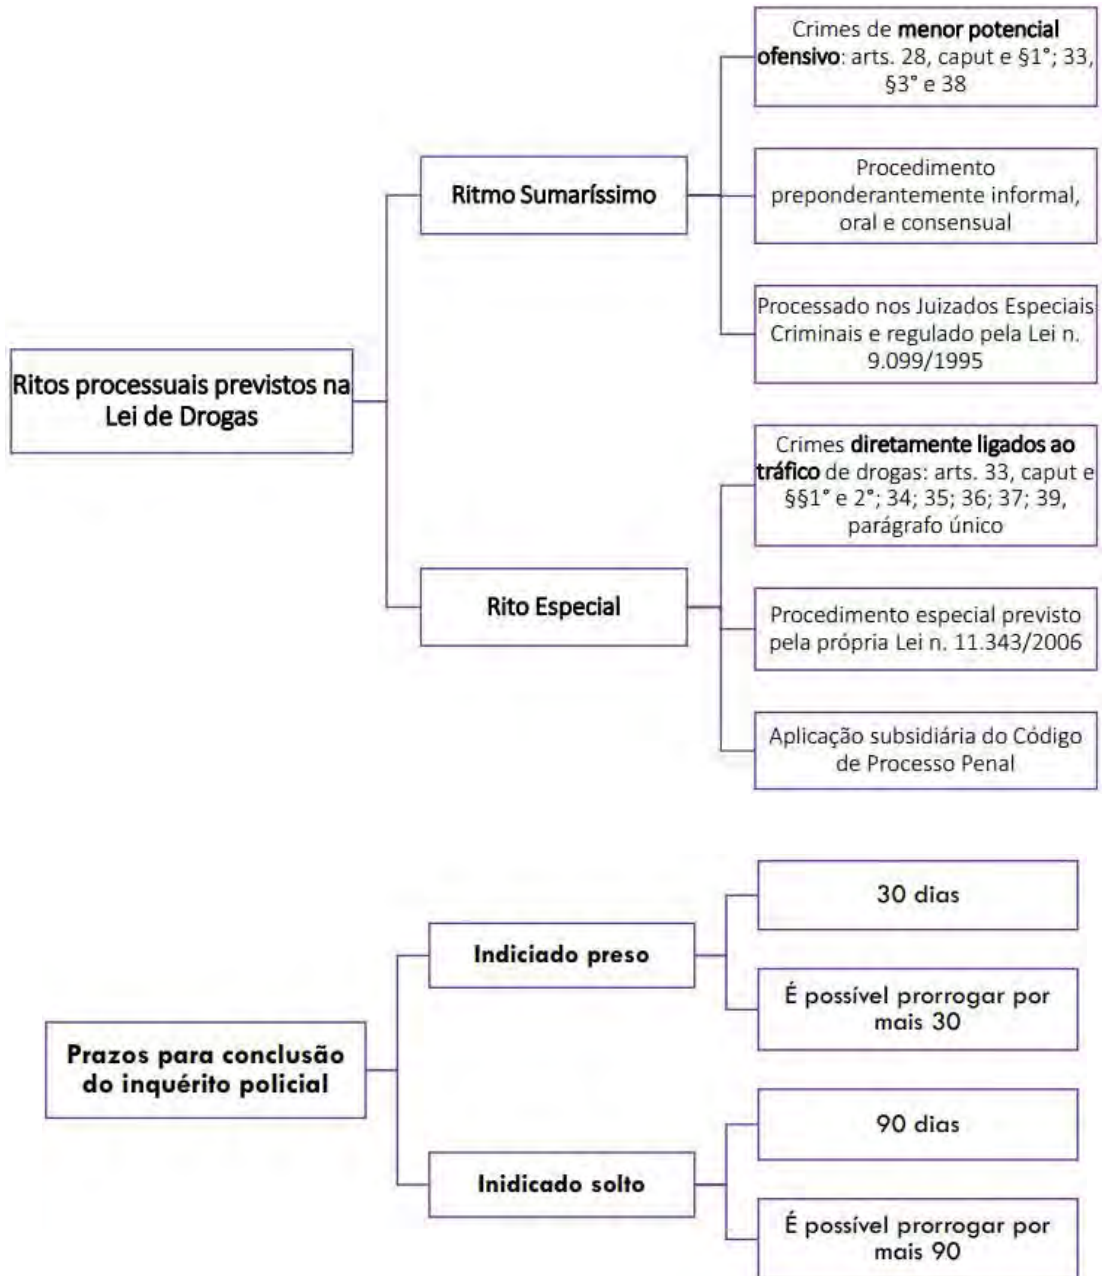 Ritos processuais previstos na
Lei de Drogas
Ritmo Sumaríssimo
Crimes de menor potencial
ofensivo: arts. 28, caput e §1°; 33,
§3° e 38
Procedimento
preponderantemente informal,
oral e consensual
Processado nos Juizados Especiais
Criminais e regulado pela Lei n.
9.099/1995
Rito Especial
Crimes diretamente ligados ao
tráfico de drogas: arts. 33, caput e
§§1° e 2°; 34; 35; 36; 37; 39,
parágrafo único
Procedimento especial previsto
pela própria Lei n. 11.343/2006
Aplicação subsidiária do Código
de Processo Penal
Prazos para conclusão
do inquérito policial
Indiciado preso
30 dias
É possível prorrogar por
mais 30
Inidicado solto
90 dias
É possível prorrogar por
mais 90